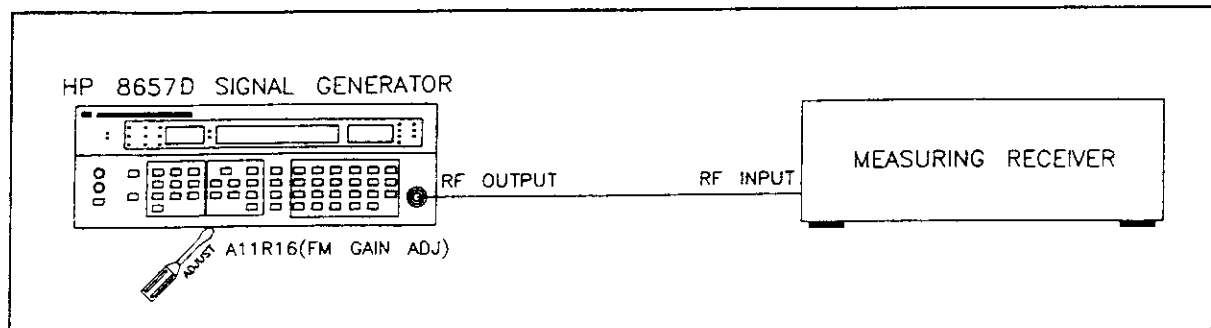 HP 8657D SIGNAL GENERATOR
RF OUTPUT
RF INPUT
MEASURING RECEIVER
ADJUST
A11R16(FM GAIN ADJ)